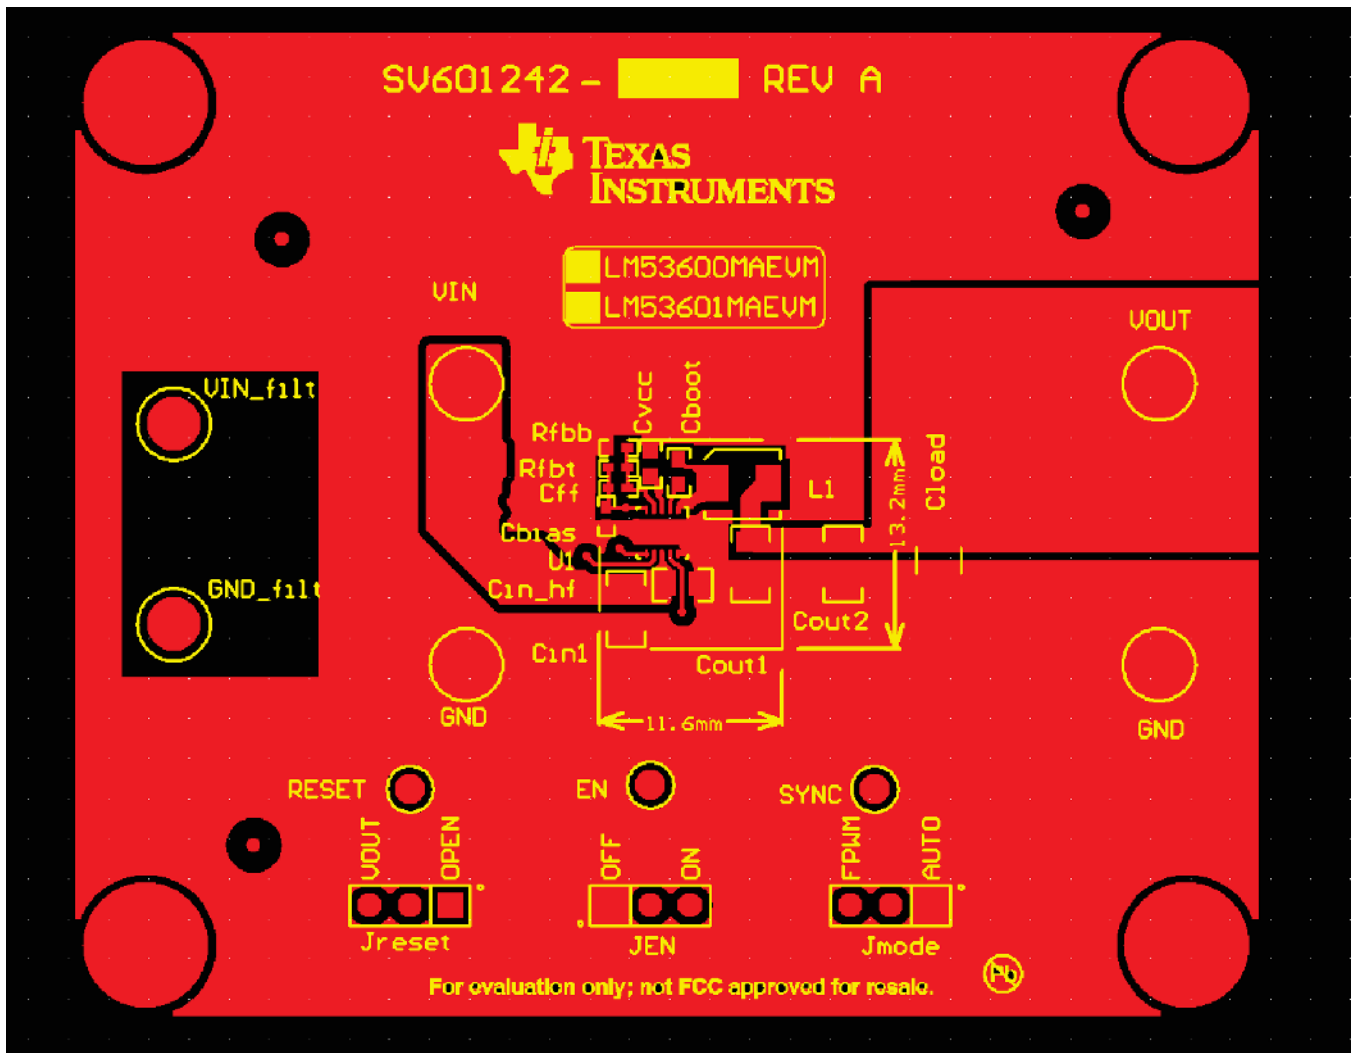 SV601242- REV A
TEXAS
INSTRUMENTS
LM53600MAEVM
LM53601MAEVM
VIN
VOUT
VIN_filt
Cvcc
Cboot
Rfbb
Rfbt
Cff
L1
13.2mm
Cload
Cbias
U1
GND_filt
Cin_hf
Cout2
Cin1
Cout1
11.6mm
GND
GND
RESET
EN
SYNC
VOUT
OPEN
OFF
ON
FPWM
AUTO
Jreset
JEN
Jmode
For evaluation only; not FCC approved for resale.
Pb